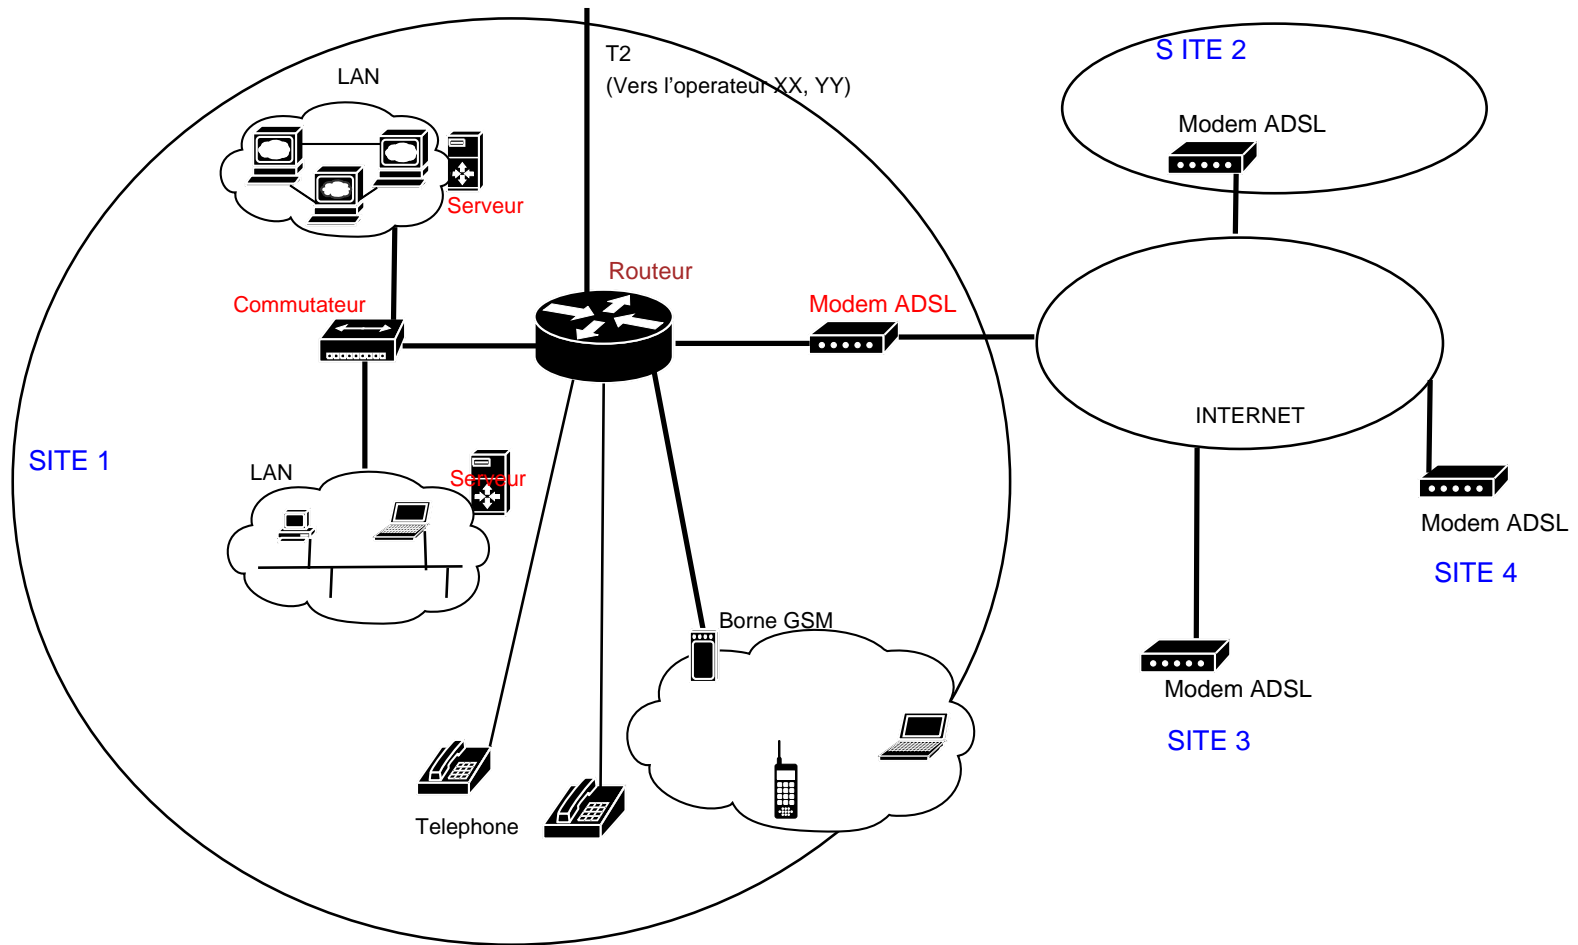 T2
(Vers l'operateur XX, YY)
LAN
Serveur
Routeur
Commutateur
Modem ADSL
SITE 1
LAN
Serveur
Borne GSM
Telephone
S ITE 2
Modem ADSL
INTERNET
Modem ADSL
SITE 4
Modem ADSL
SITE 3